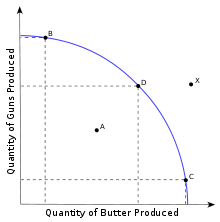 B
D
X
A
C
Quantity of Guns Produced
Quantity of Butter Produced